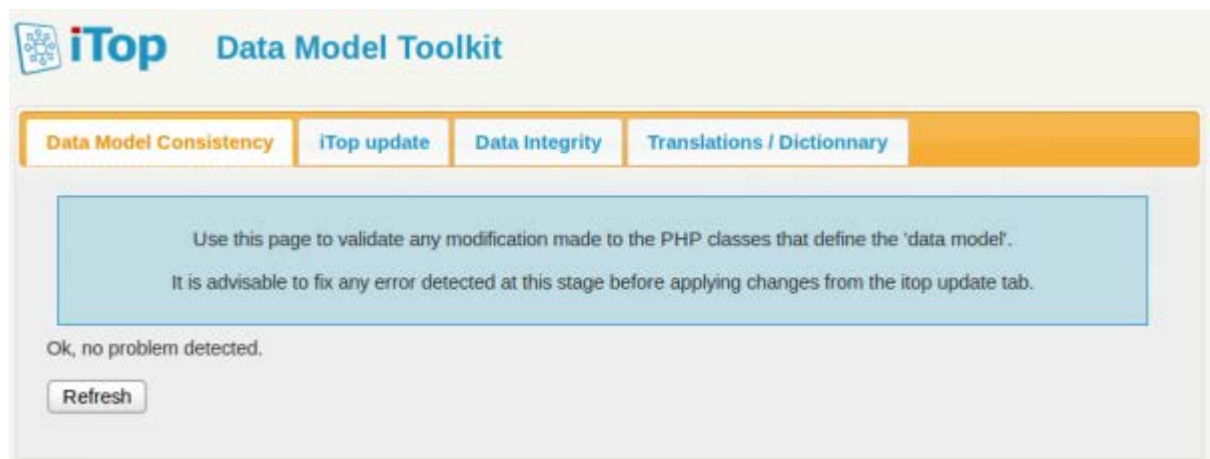 iTop Data Model Toolkit
Data Model Consistency iTop update Data Integrity Translations / Dictionnary
Use this page to validate any modification made to the PHP classes that define the 'data model'.
It is advisable to fix any error detected at this stage before applying changes from the itop update tab.
Ok, no problem detected.
Refresh